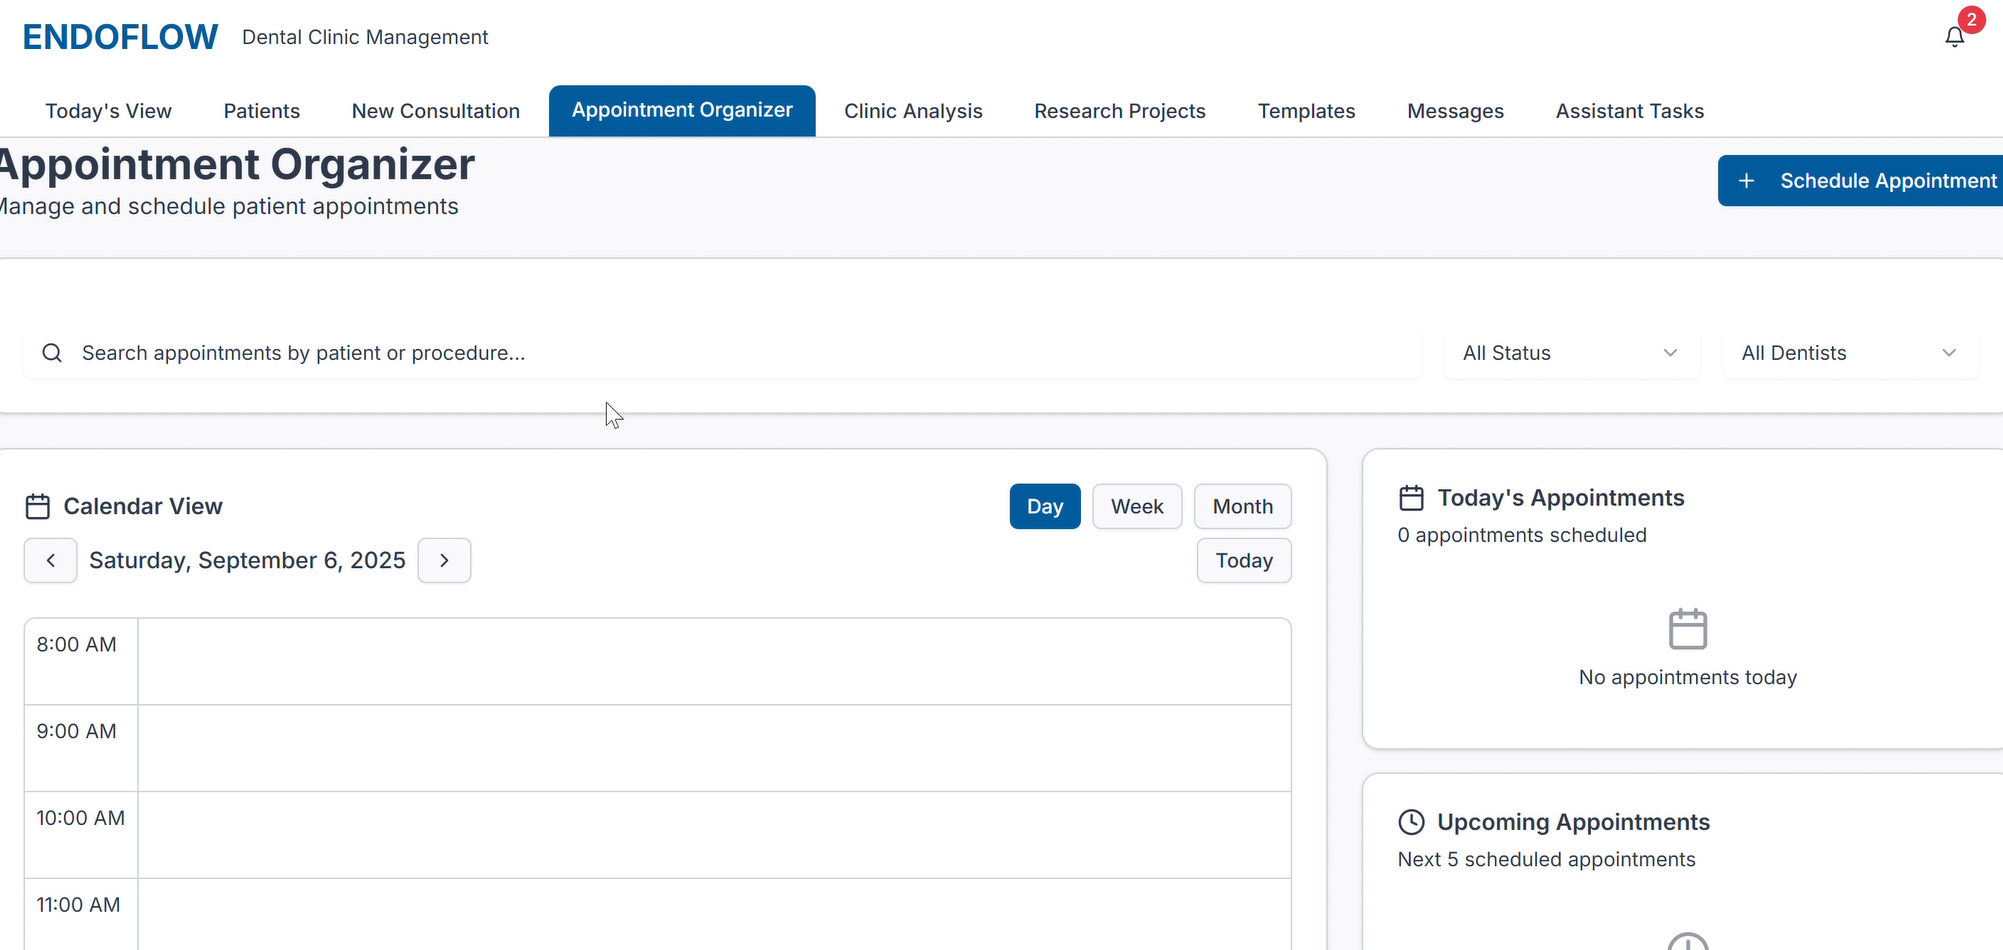 ENDOFLOW Dental Clinic Management 2
Today's View Patients New Consultation Appointment Organizer Clinic Analysis Research Projects Templates Messages Assistant Tasks
Appointment Organizer
Manage and schedule patient appointments
+ Schedule Appointment
Search appointments by patient or procedure... All Status All Dentists
Calendar View Day Week Month
Saturday, September 6, 2025 Today
8:00 AM
9:00 AM
10:00 AM
11:00 AM
Today's Appointments
0 appointments scheduled
No appointments today
Upcoming Appointments
Next 5 scheduled appointments